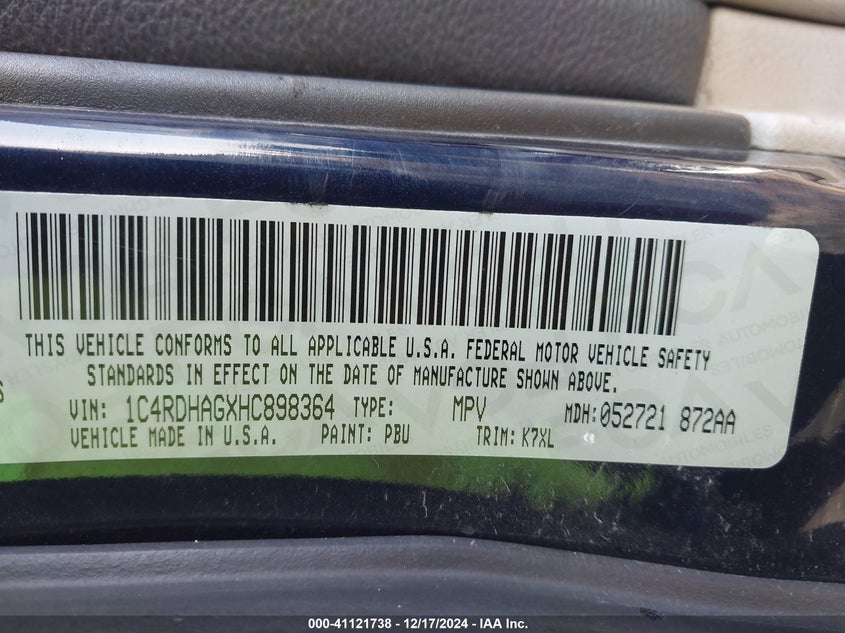 THIS VEHICLE CONFORMS TO ALL APPLICABLE U.S.A. FEDERAL MOTOR VEHICLE SAFETY
STANDARDS IN EFFECT ON THE DATE OF MANUFACTURE SHOWN ABOVE.
VIN: 1C4RDHAGXHC898364 TYPE: MPV MDH:052721 872AA
VEHICLE MADE IN U.S.A. PAINT: PBU TRIM: K7XL
000-41121738 - 12/17/2024 - IAA Inc.